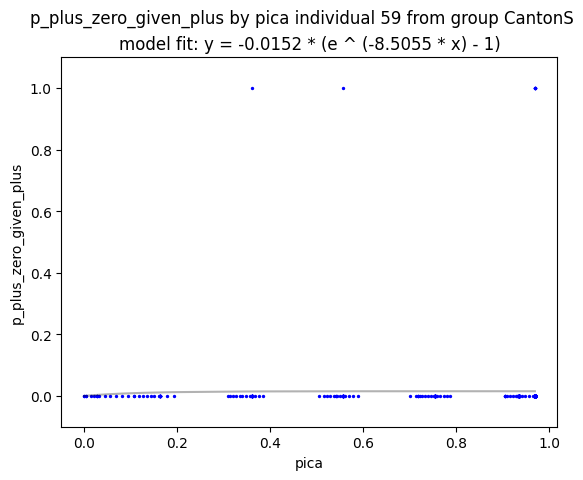 p_plus_zero_given_plus by pica individual 59 from group CantonS
model fit: y = -0.0152 * (e ^ (-8.5055 * x) - 1)
1.0
0.8
0.6
0.4
0.2
0.0
p_plus_zero_given_plus
0.0 0.2 0.4 0.6 0.8 1.0
pica